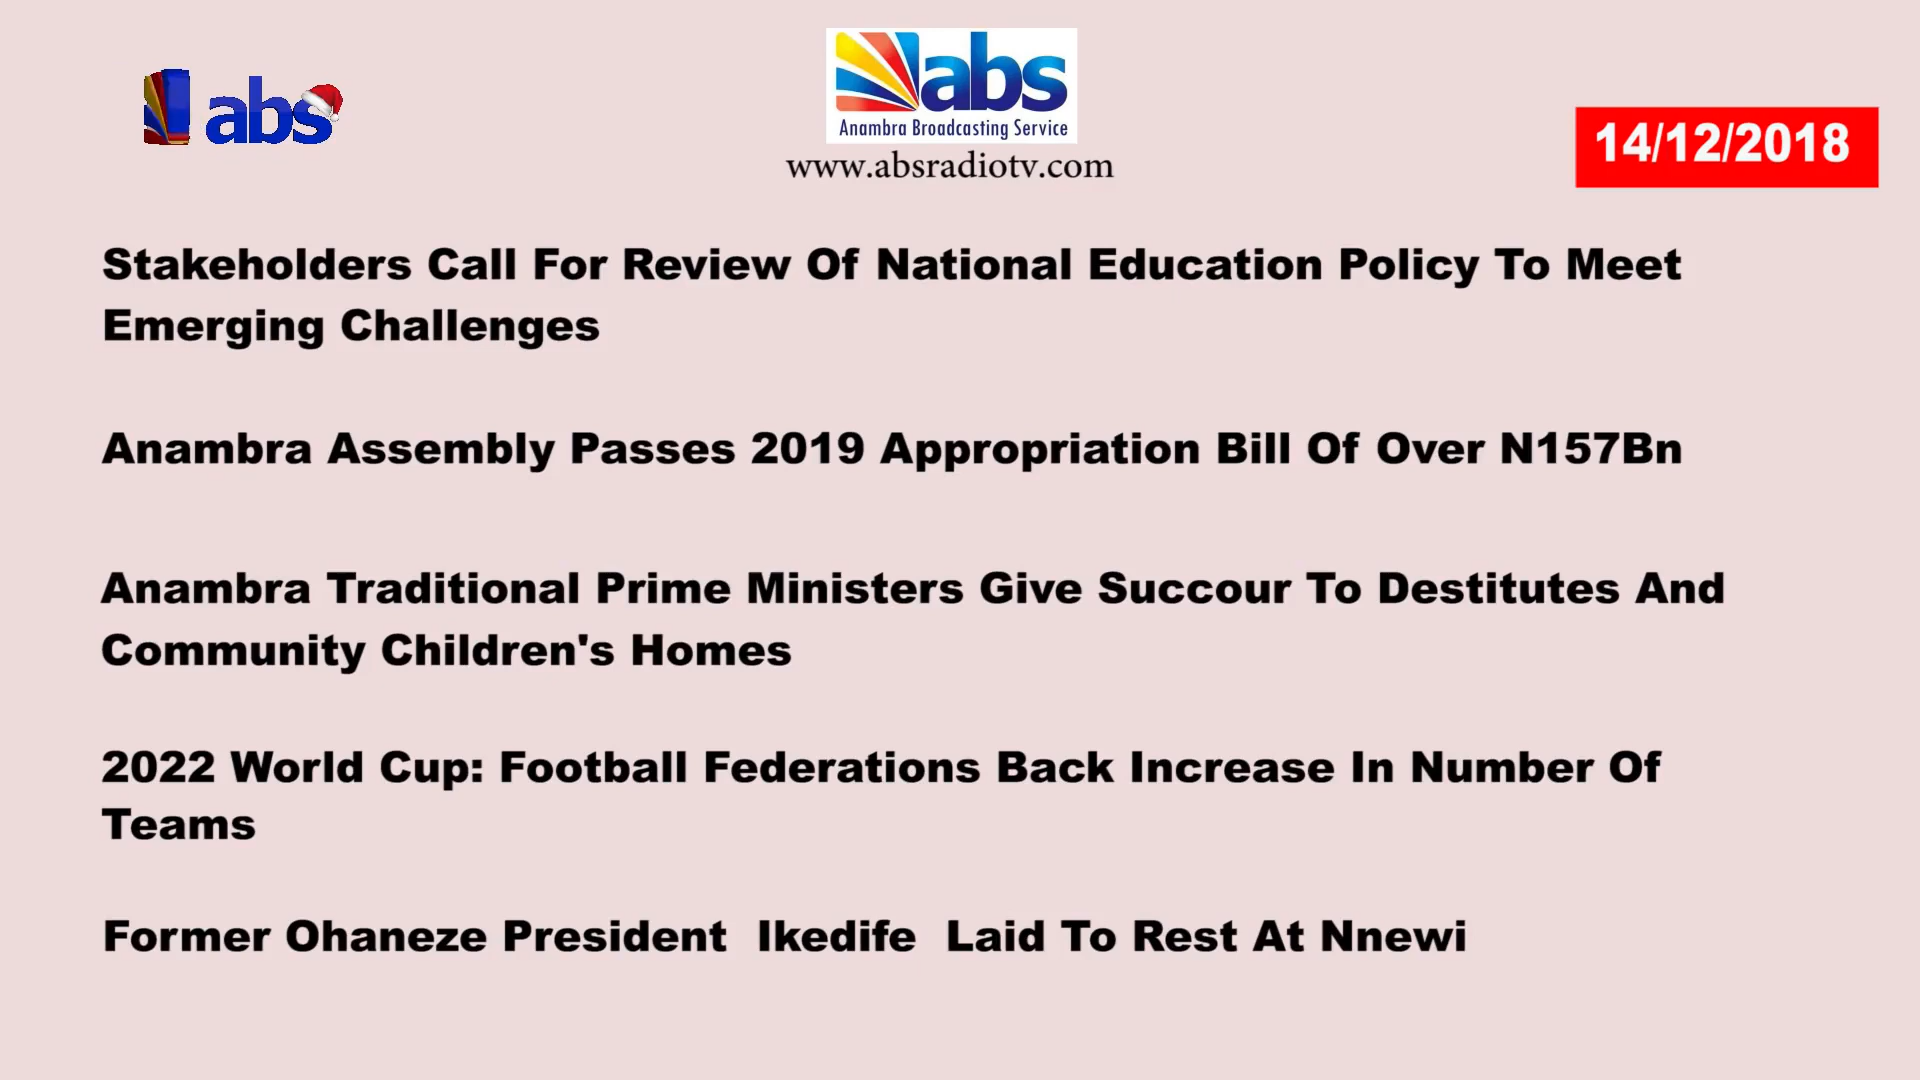 abs
abs
Anambra Broadcasting Service
www.absradiotv.com
14/12/2018
Stakeholders Call For Review Of National Education Policy To Meet
Emerging Challenges
Anambra Assembly Passes 2019 Appropriation Bill Of Over N157Bn
Anambra Traditional Prime Ministers Give Succour To Destitutes And
Community Children's Homes
2022 World Cup: Football Federations Back Increase In Number Of
Teams
Former Ohaneze President  Ikedife  Laid To Rest At Nnewi